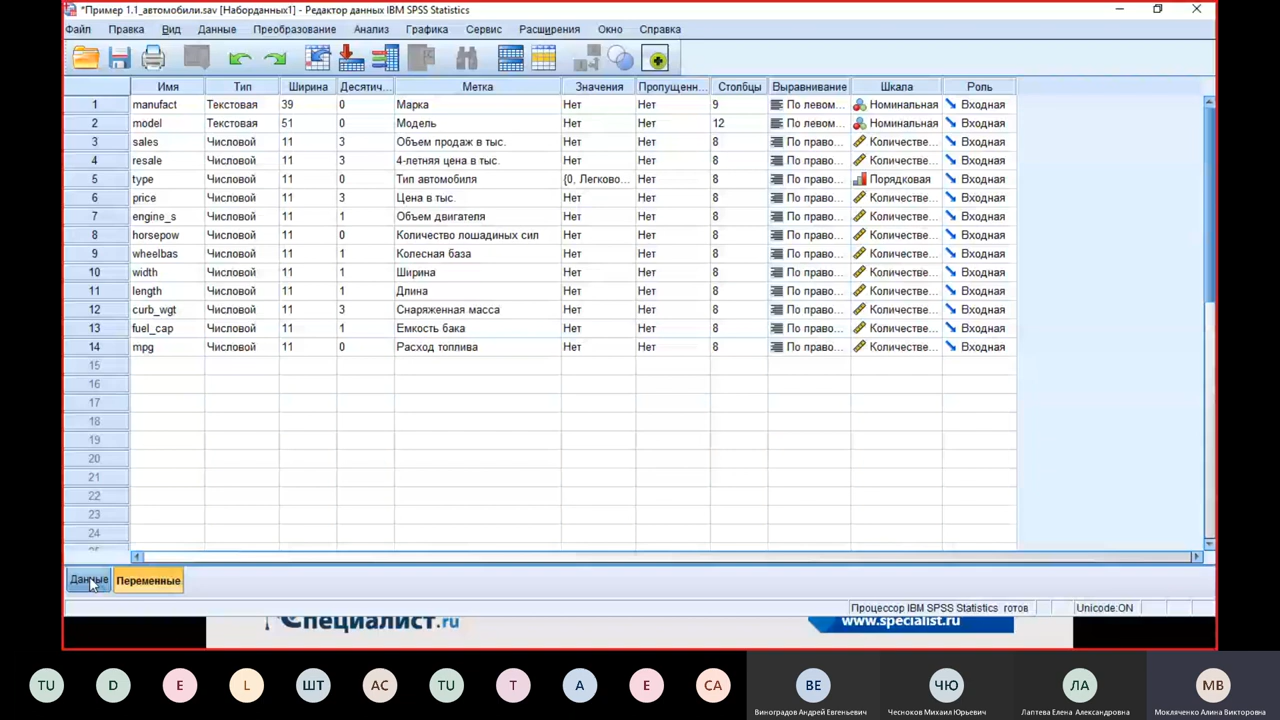 *Пример 1.1_автомобили.sav [Наборданных1] - Редактор данных IBM SPSS Statistics
Файл Правка Вид Данные Преобразование Анализ Графика Сервис Расширения Окно Справка
Имя Тип Ширина Десятич... Метка Значения Пропущенн... Столбцы Выравнивание Шкала Роль
1 manufact Текстовая 39 0 Марка Нет Нет 9 По левом... Номинальная Входная
2 model Текстовая 51 0 Модель Нет Нет 12 По левом... Номинальная Входная
3 sales Числовой 11 3 Объем продаж в тыс. Нет Нет 8 По право... Количестве... Входная
4 resale Числовой 11 3 4-летняя цена в тыс. Нет Нет 8 По право... Количестве... Входная
5 type Числовой 11 0 Тип автомобиля {0, Легково... Нет 8 По право... Порядковая Входная
6 price Числовой 11 3 Цена в тыс. Нет Нет 8 По право... Количестве... Входная
7 engine_s Числовой 11 1 Объем двигателя Нет Нет 8 По право... Количестве... Входная
8 horsepow Числовой 11 0 Количество лошадиных сил Нет Нет 8 По право... Количестве... Входная
9 wheelbas Числовой 11 1 Колесная база Нет Нет 8 По право... Количестве... Входная
10 width Числовой 11 1 Ширина Нет Нет 8 По право... Количестве... Входная
11 length Числовой 11 1 Длина Нет Нет 8 По право... Количестве... Входная
12 curb_wgt Числовой 11 3 Снаряженная масса Нет Нет 8 По право... Количестве... Входная
13 fuel_cap Числовой 11 1 Емкость бака Нет Нет 8 По право... Количестве... Входная
14 mpg Числовой 11 0 Расход топлива Нет Нет 8 По право... Количестве... Входная
15
16
17
18
19
20
21
22
23
24
Данные Переменные
Процессор IBM SPSS Statistics готов Unicode:ON
Специалист.ru www.specialist.ru
TU D E L ШТ АС TU T A E СА ВЕ ЧЮ ЛА МВ
Виноградов Андрей Евгеньевич Чесноков Михаил Юрьевич Лаптева Елена Александровна Мокляченко Алина Викторовна